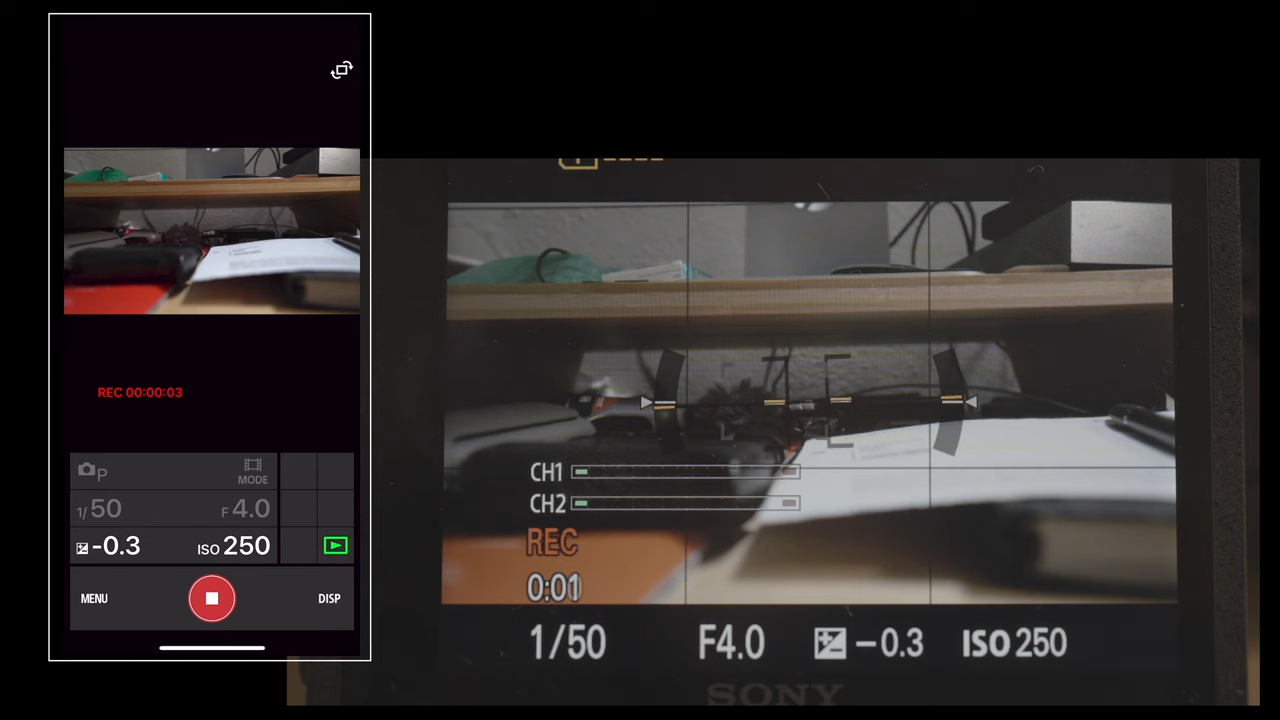 REC 00:00:03
P
MODE
1/50
F4.0
-0.3
ISO 250
MENU
DISP
CH1
CH2
REC
0:01
1/50
F4.0
-0.3
ISO 250
SONY